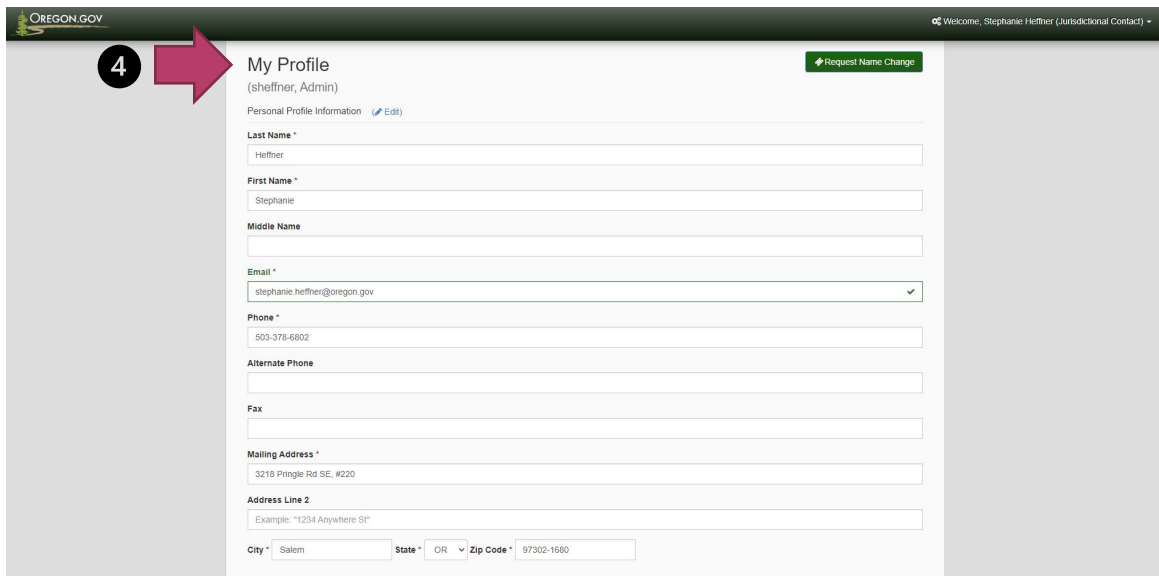 OREGON.GOV
Welcome, Stephanie Heffner (Jurisdictional Contact)
4
My Profile
Request Name Change
(sheffner, Admin)
Personal Profile Information (Edit)
Last Name *
Heffner
First Name *
Stephanie
Middle Name
Email *
stephanie.heffner@oregon.gov
Phone *
503-378-6802
Alternate Phone
Fax
Mailing Address *
3218 Pringle Rd SE, #220
Address Line 2
Example: "1234 Anywhere St"
City * Salem State * OR Zip Code * 97302-1680